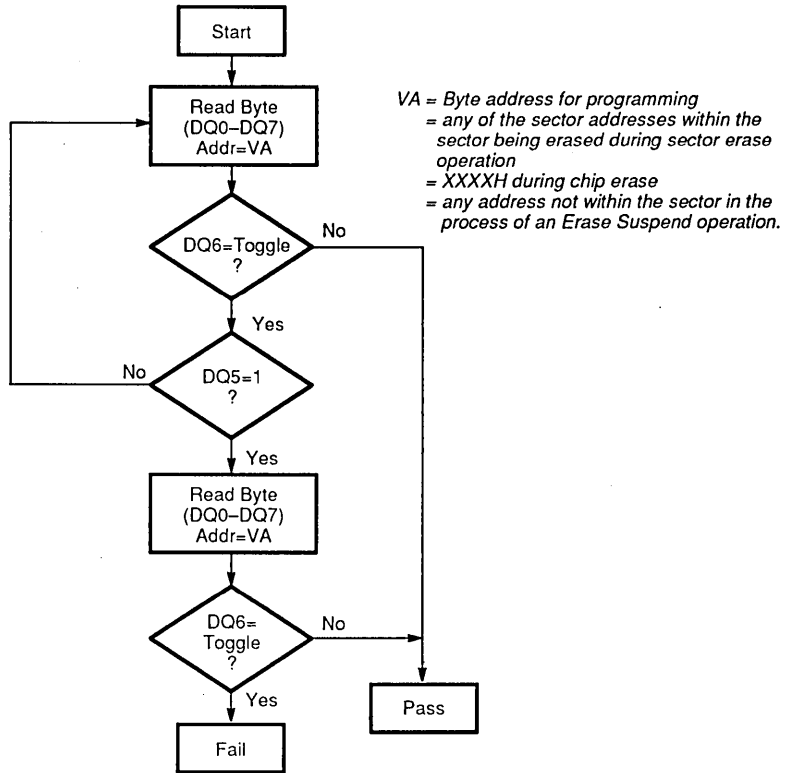 Start
Read Byte
(DQ0–DQ7)
Addr=VA
VA = Byte address for programming
= any of the sector addresses within the
sector being erased during sector erase
operation
= XXXXH during chip erase
= any address not within the sector in the
process of an Erase Suspend operation.
DQ6=Toggle
?
No
Yes
DQ5=1
?
No
Yes
Read Byte
(DQ0–DQ7)
Addr=VA
DQ6=
Toggle
?
No
Yes
Pass
Fail